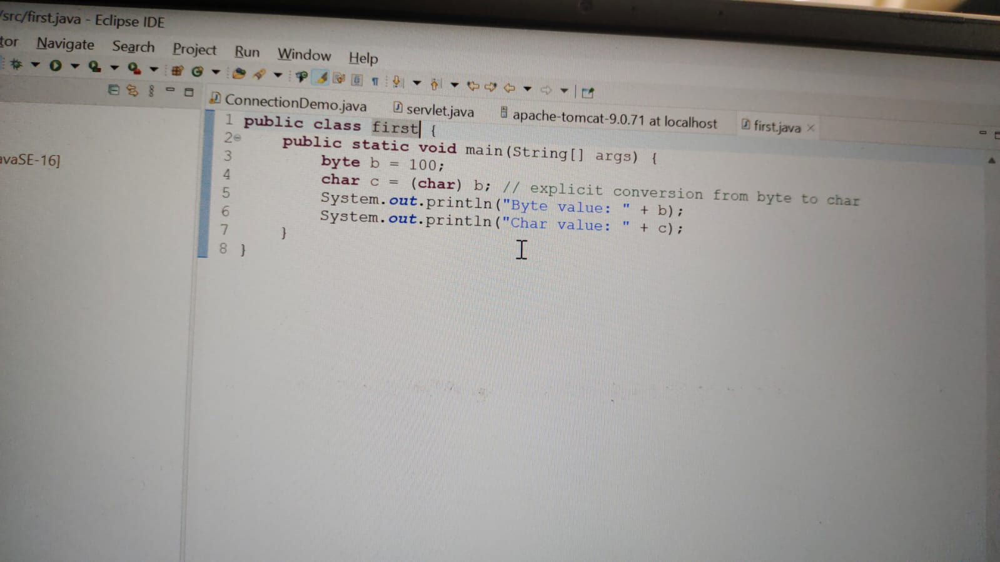 /src/first.java - Eclipse IDE
tor Navigate Search Project Run Window Help
ConnectionDemo.java servlet.java apache-tomcat-9.0.71 at localhost first.java
avaSE-16]
1 public class first {
2 public static void main(String[] args) {
3 byte b = 100;
4 char c = (char) b; // explicit conversion from byte to char
5 System.out.println("Byte value: " + b);
6 System.out.println("Char value: " + c);
7 }
8 }